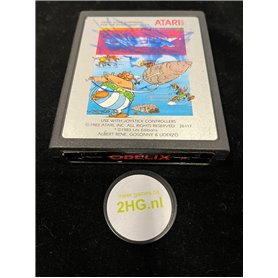 ATARI
USE WITH JOYSTICK CONTROLLERS
© 1983 ATARI, INC. ALL RIGHTS RESERVED
© 1983 Les Editions
ALBERT RENE, GOSCINNY & UDERZO
OBELIX
2HG.nl